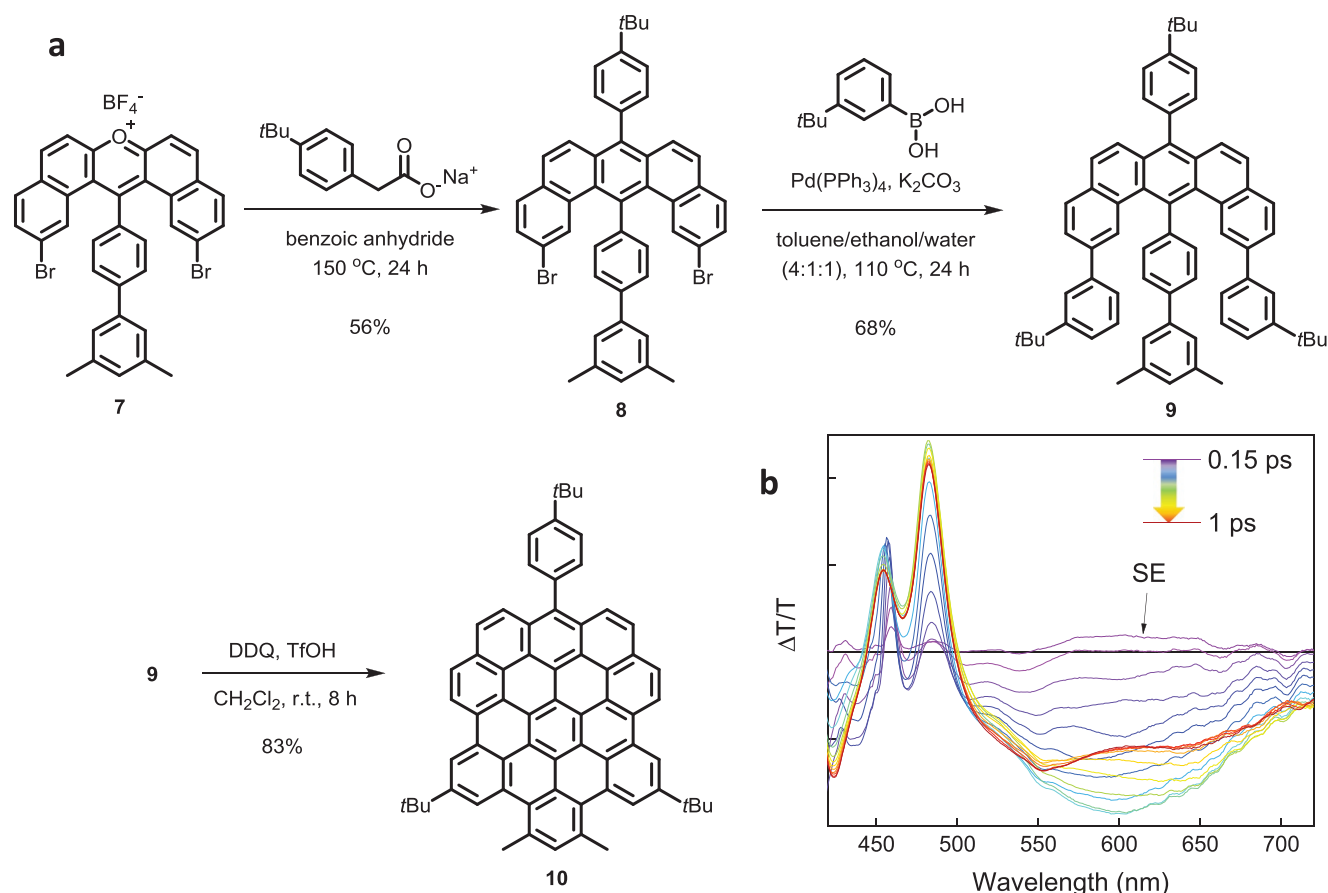 a
BF₄⁻
O⁺
Br
Br
7
tBu
O
O⁻Na⁺
benzoic anhydride
150 °C, 24 h
56%
tBu
Br
Br
8
tBu
B
OH
OH
Pd(PPh₃)₄, K₂CO₃
toluene/ethanol/water
(4:1:1), 110 °C, 24 h
68%
tBu
tBu
tBu
9
9
DDQ, TfOH
CH₂Cl₂, r.t., 8 h
83%
tBu
tBu
tBu
10
b
0.15 ps
1 ps
SE
ΔT/T
450 500 550 600 650 700
Wavelength (nm)